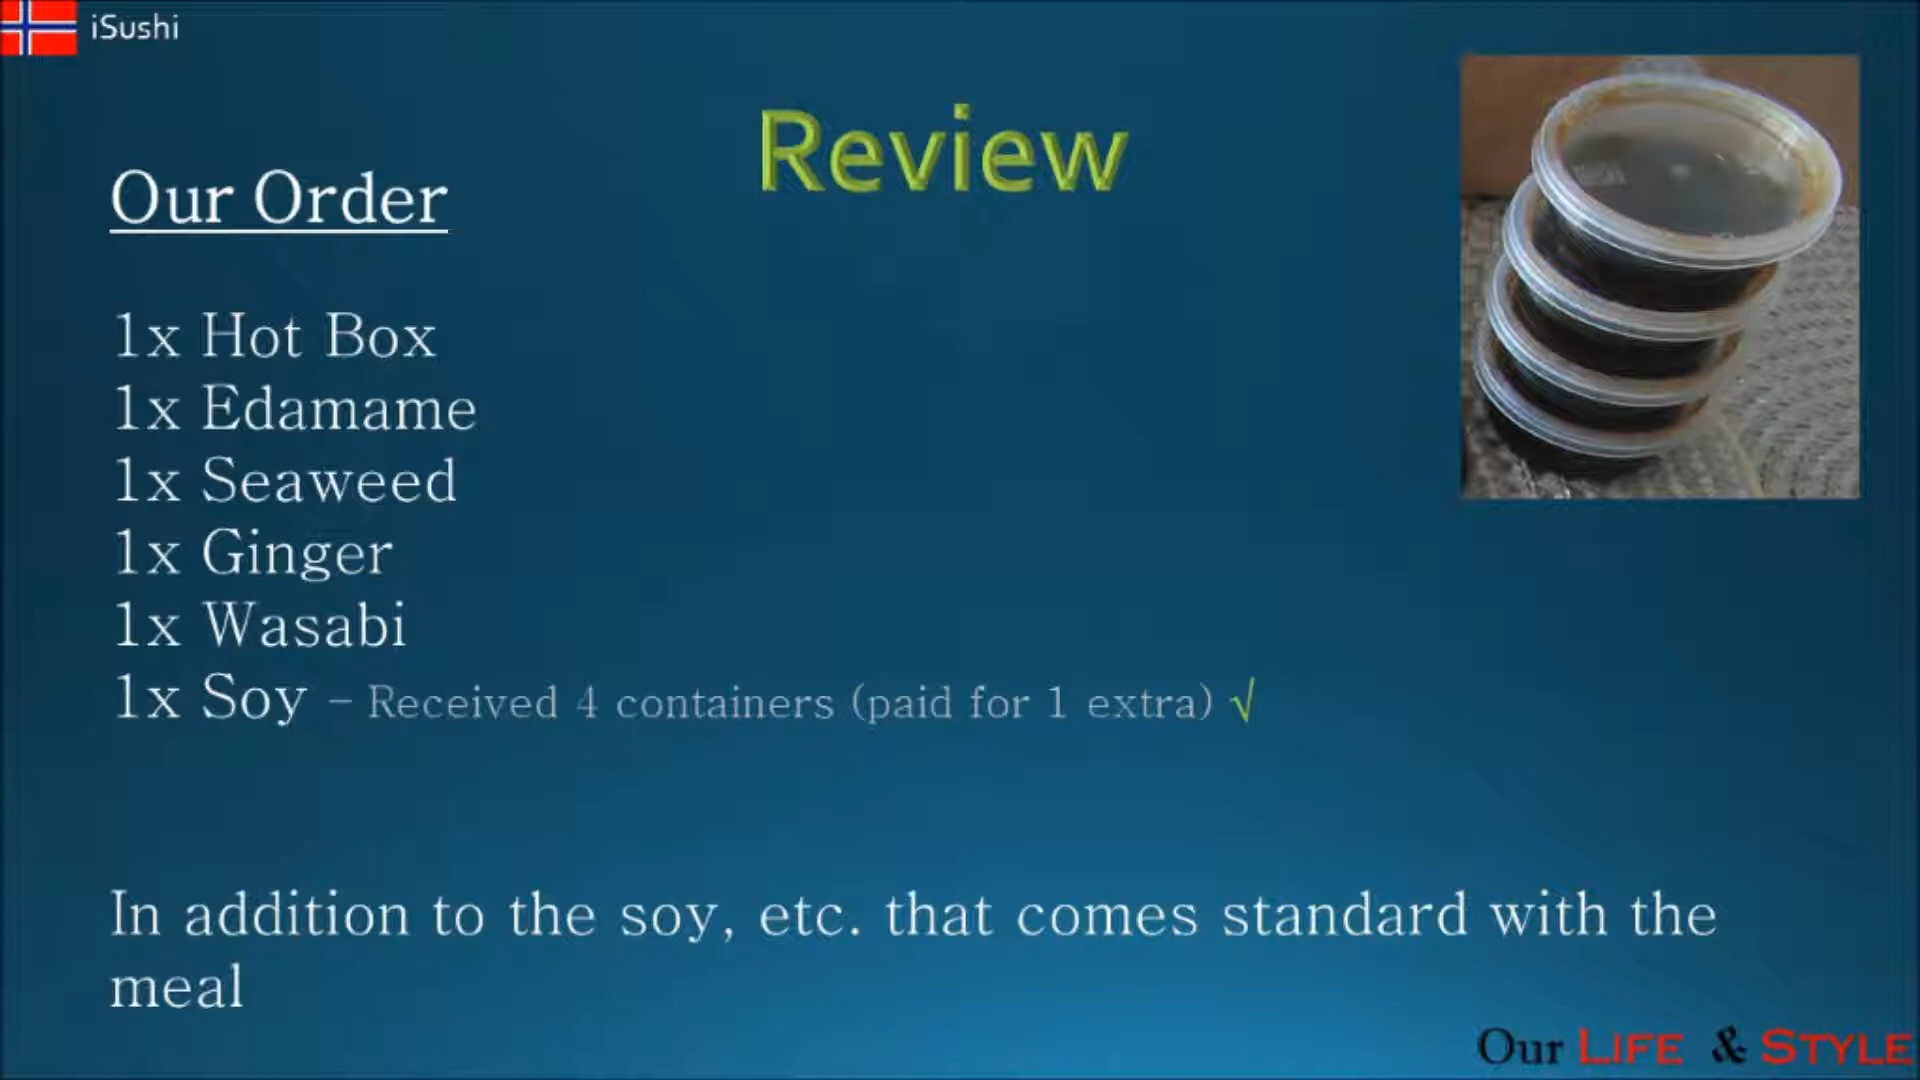 iSushi
Review
Our Order
1x Hot Box
1x Edamame
1x Seaweed
1x Ginger
1x Wasabi
1x Soy – Received 4 containers (paid for 1 extra) √
In addition to the soy, etc. that comes standard with the
meal
Our LIFE & STYLE